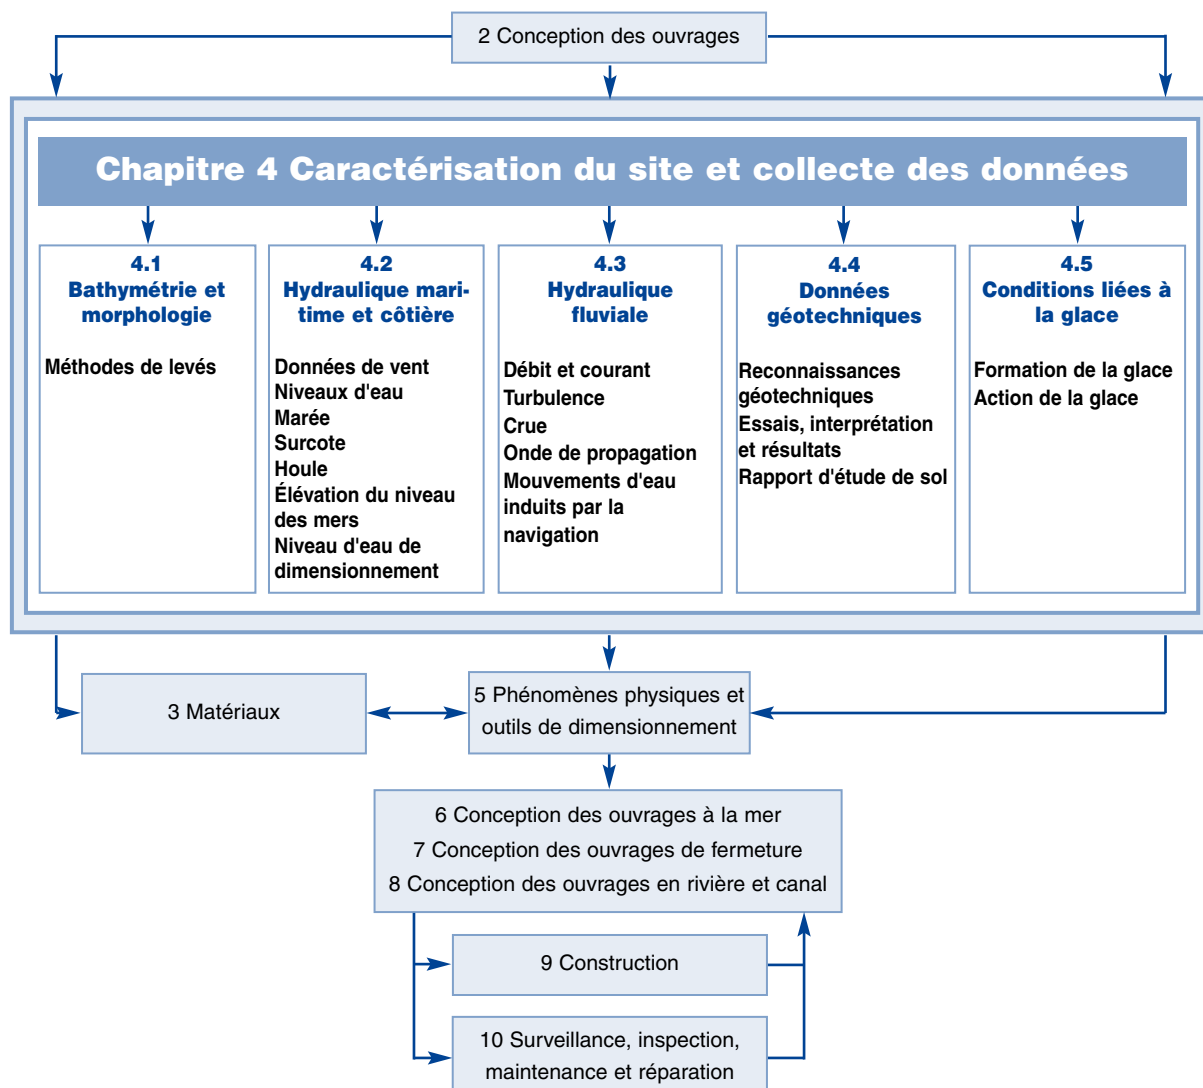 2 Conception des ouvrages
Chapitre 4 Caractérisation du site et collecte des données
4.1
Bathymétrie et
morphologie
Méthodes de levés
4.2
Hydraulique mari-
time et côtière
Données de vent
Niveaux d'eau
Marée
Surcote
Houle
Élévation du niveau
des mers
Niveau d'eau de
dimensionnement
4.3
Hydraulique
fluviale
Débit et courant
Turbulence
Crue
Onde de propagation
Mouvements d'eau
induits par la
navigation
4.4
Données
géotechniques
Reconnaissances
géotechniques
Essais, interprétation
et résultats
Rapport d'étude de sol
4.5
Conditions liées à
la glace
Formation de la glace
Action de la glace
3 Matériaux
5 Phénomènes physiques et
outils de dimensionnement
6 Conception des ouvrages à la mer
7 Conception des ouvrages de fermeture
8 Conception des ouvrages en rivière et canal
9 Construction
10 Surveillance, inspection,
maintenance et réparation